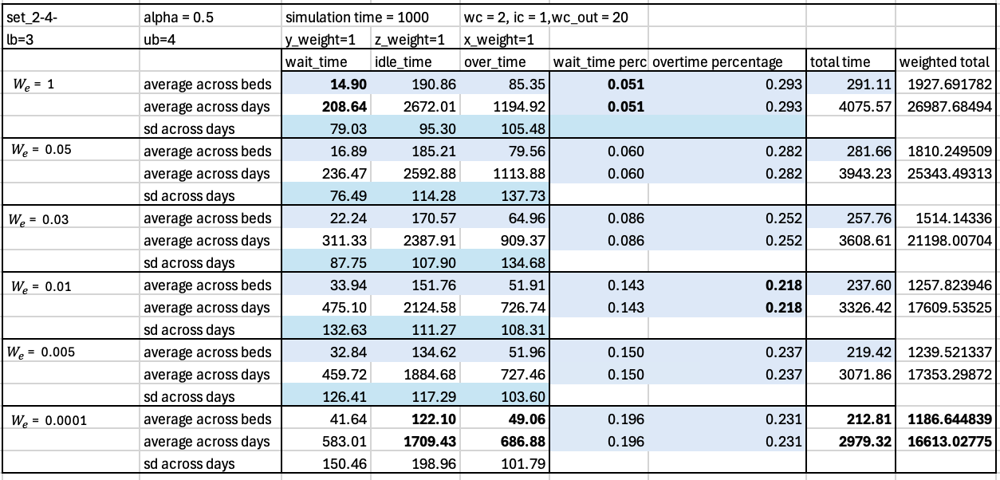 set_2-4- alpha = 0.5 simulation time = 1000 wc = 2, ic = 1,wc_out = 20
lb=3 ub=4 y_weight=1 z_weight=1 x_weight=1
wait_time idle_time over_time wait_time perc overtime percentage total time weighted total
We = 1 average across beds 14.90 190.86 85.35 0.051 0.293 291.11 1927.691782
average across days 208.64 2672.01 1194.92 0.051 0.293 4075.57 26987.68494
sd across days 79.03 95.30 105.48
We = 0.05 average across beds 16.89 185.21 79.56 0.060 0.282 281.66 1810.249509
average across days 236.47 2592.88 1113.88 0.060 0.282 3943.23 25343.49313
sd across days 76.49 114.28 137.73
We = 0.03 average across beds 22.24 170.57 64.96 0.086 0.252 257.76 1514.14336
average across days 311.33 2387.91 909.37 0.086 0.252 3608.61 21198.00704
sd across days 87.75 107.90 134.68
We = 0.01 average across beds 33.94 151.76 51.91 0.143 0.218 237.60 1257.823946
average across days 475.10 2124.58 726.74 0.143 0.218 3326.42 17609.53525
sd across days 132.63 111.27 108.31
We = 0.005 average across beds 32.84 134.62 51.96 0.150 0.237 219.42 1239.521337
average across days 459.72 1884.68 727.46 0.150 0.237 3071.86 17353.29872
sd across days 126.41 117.29 103.60
We = 0.0001 average across beds 41.64 122.10 49.06 0.196 0.231 212.81 1186.644839
average across days 583.01 1709.43 686.88 0.196 0.231 2979.32 16613.02775
sd across days 150.46 198.96 101.79